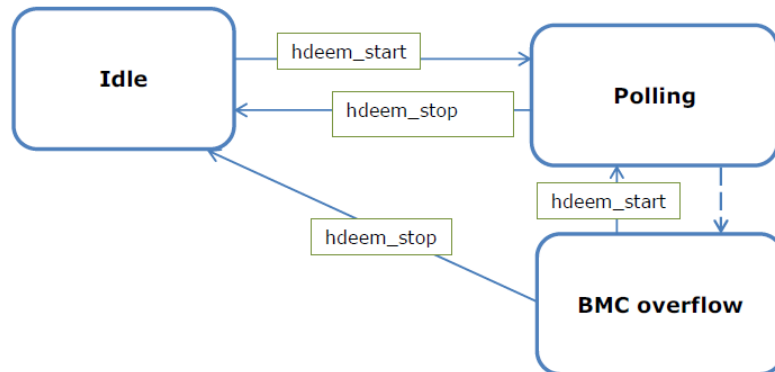 Idle
hdeem_start
Polling
hdeem_stop
hdeem_start
hdeem_stop
BMC overflow